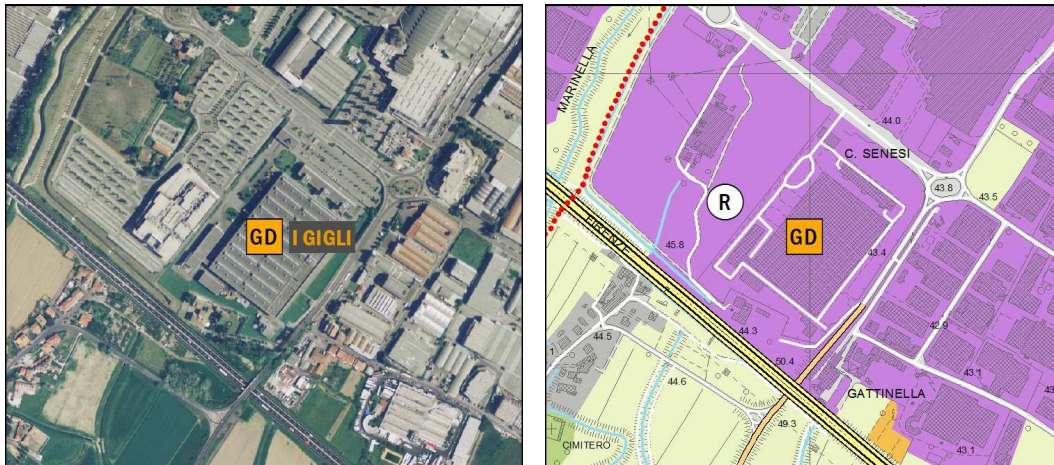 GD I GIGLI
MARINELLA
44.0
C. SENESI
43.8
43.5
R
GD
FIRENZE
45.8
43.4
44.3
42.9
44.5
50.4
43.1
44.6
GATTINELLA
49.3
CIMITERO
43.1